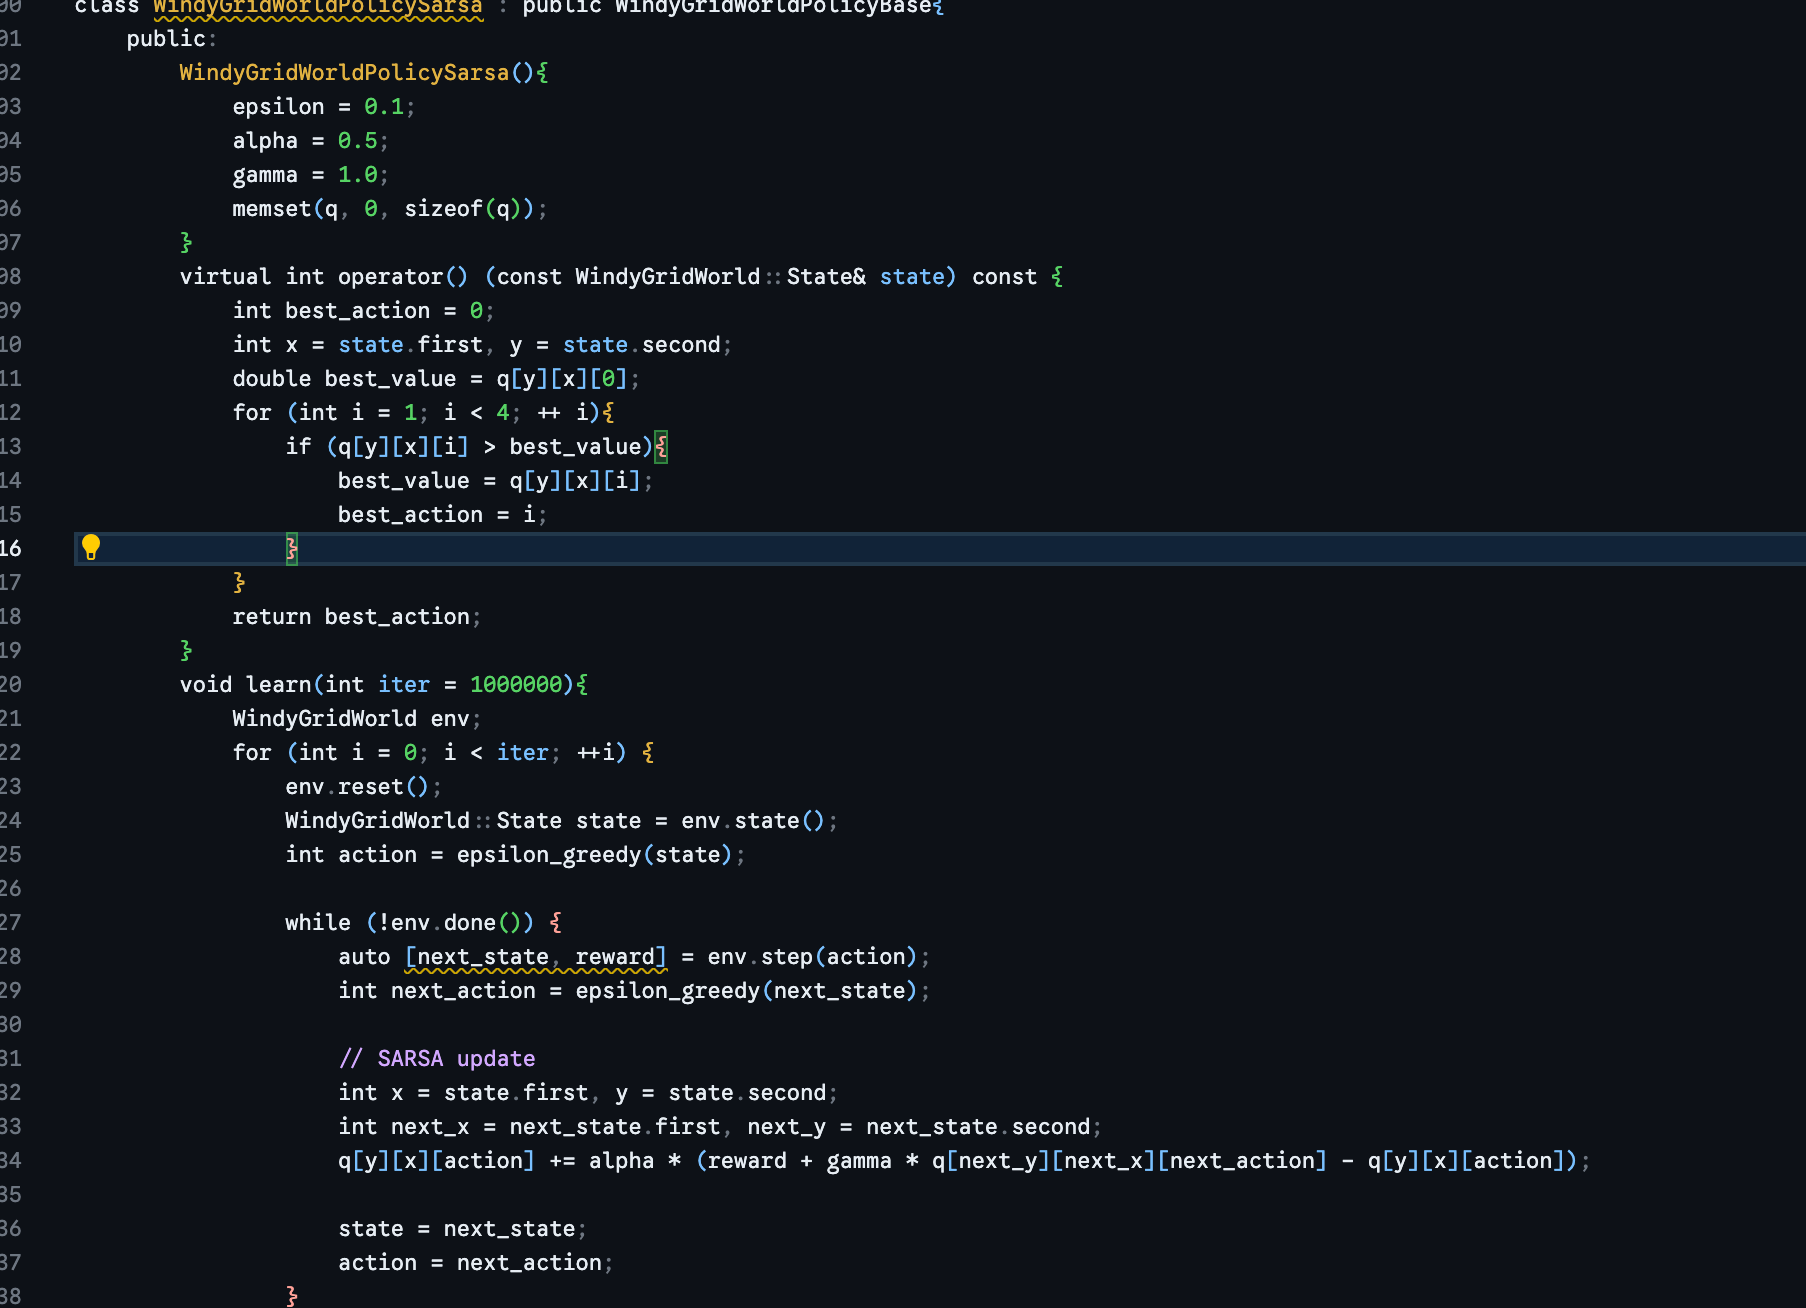 00 class WindyGridWorldPolicySarsa : public WindyGridWorldPolicyBase{
01     public:
02         WindyGridWorldPolicySarsa(){
03             epsilon = 0.1;
04             alpha = 0.5;
05             gamma = 1.0;
06             memset(q, 0, sizeof(q));
07         }
08         virtual int operator() (const WindyGridWorld::State& state) const {
09             int best_action = 0;
10             int x = state.first, y = state.second;
11             double best_value = q[y][x][0];
12             for (int i = 1; i < 4; ++ i){
13                 if (q[y][x][i] > best_value){
14                     best_value = q[y][x][i];
15                     best_action = i;
16                 }
17             }
18             return best_action;
19         }
20         void learn(int iter = 1000000){
21             WindyGridWorld env;
22             for (int i = 0; i < iter; ++i) {
23                 env.reset();
24                 WindyGridWorld::State state = env.state();
25                 int action = epsilon_greedy(state);
26
27                 while (!env.done()) {
28                     auto [next_state, reward] = env.step(action);
29                     int next_action = epsilon_greedy(next_state);
30
31                     // SARSA update
32                     int x = state.first, y = state.second;
33                     int next_x = next_state.first, next_y = next_state.second;
34                     q[y][x][action] += alpha * (reward + gamma * q[next_y][next_x][next_action] - q[y][x][action]);
35
36                     state = next_state;
37                     action = next_action;
38                 }